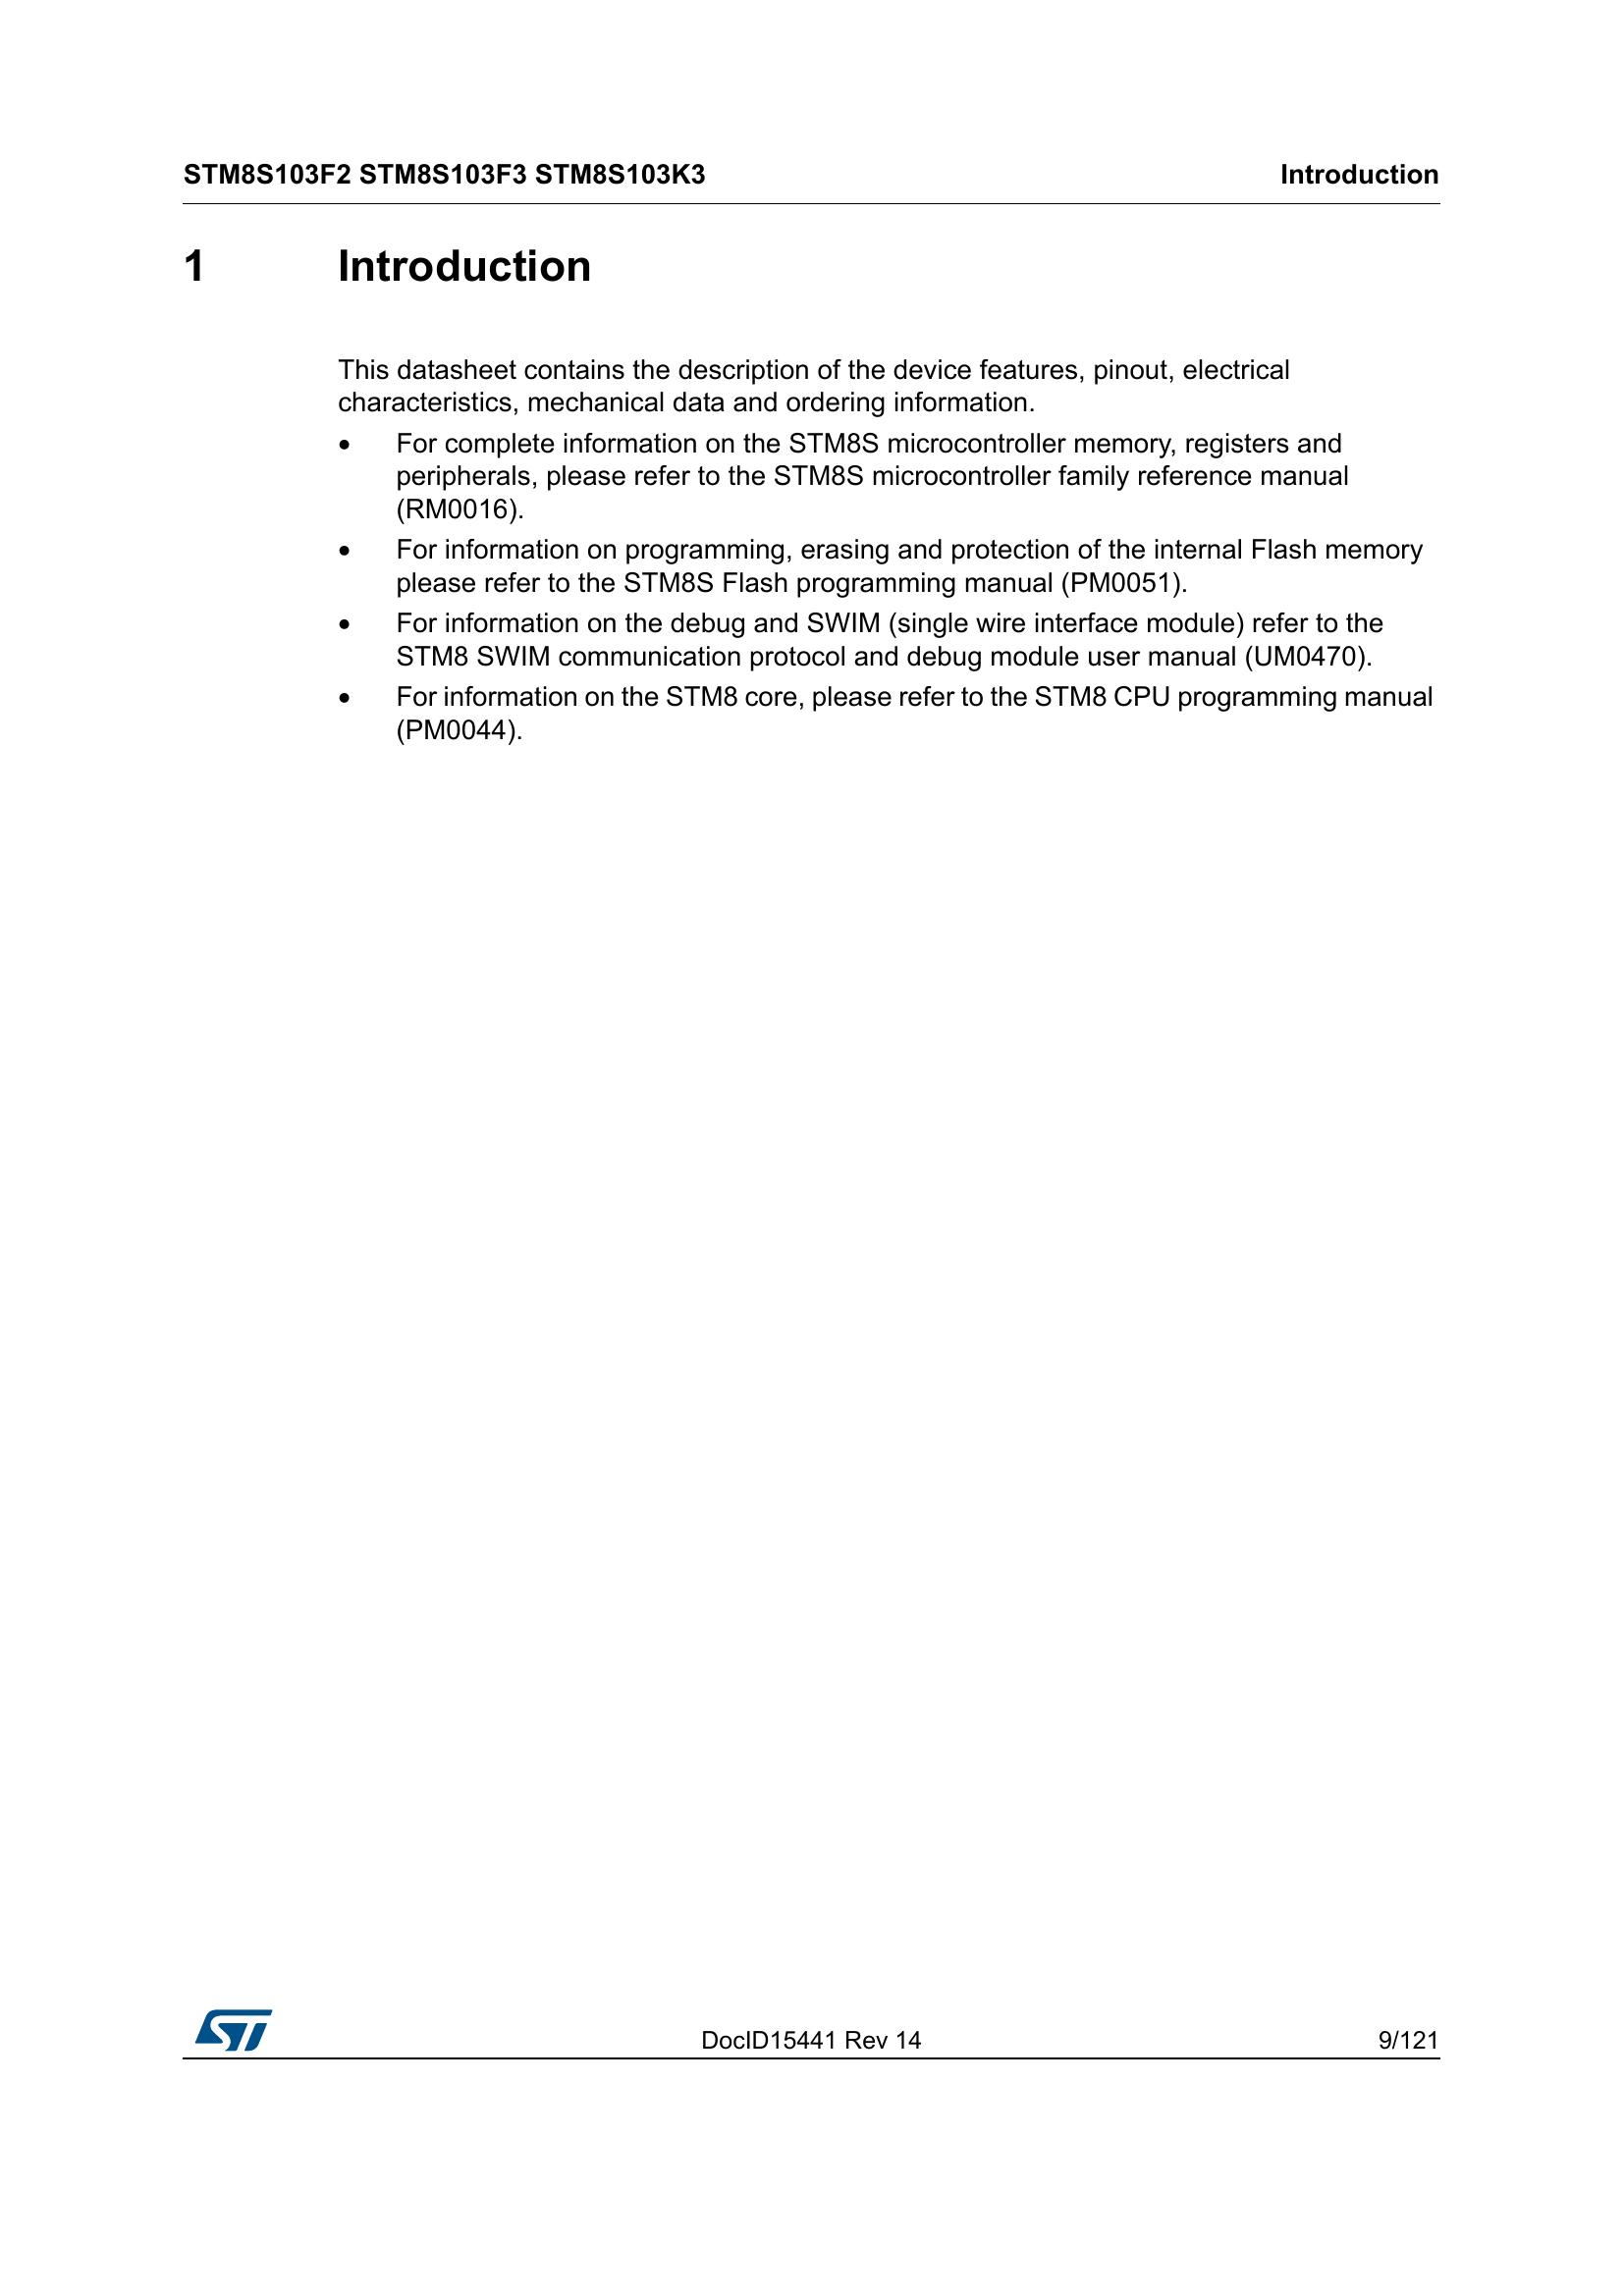 STM8S103F2 STM8S103F3 STM8S103K3 Introduction
1 Introduction
This datasheet contains the description of the device features, pinout, electrical
characteristics, mechanical data and ordering information.
• For complete information on the STM8S microcontroller memory, registers and
peripherals, please refer to the STM8S microcontroller family reference manual
(RM0016).
• For information on programming, erasing and protection of the internal Flash memory
please refer to the STM8S Flash programming manual (PM0051).
• For information on the debug and SWIM (single wire interface module) refer to the
STM8 SWIM communication protocol and debug module user manual (UM0470).
• For information on the STM8 core, please refer to the STM8 CPU programming manual
(PM0044).
ST DocID15441 Rev 14 9/121